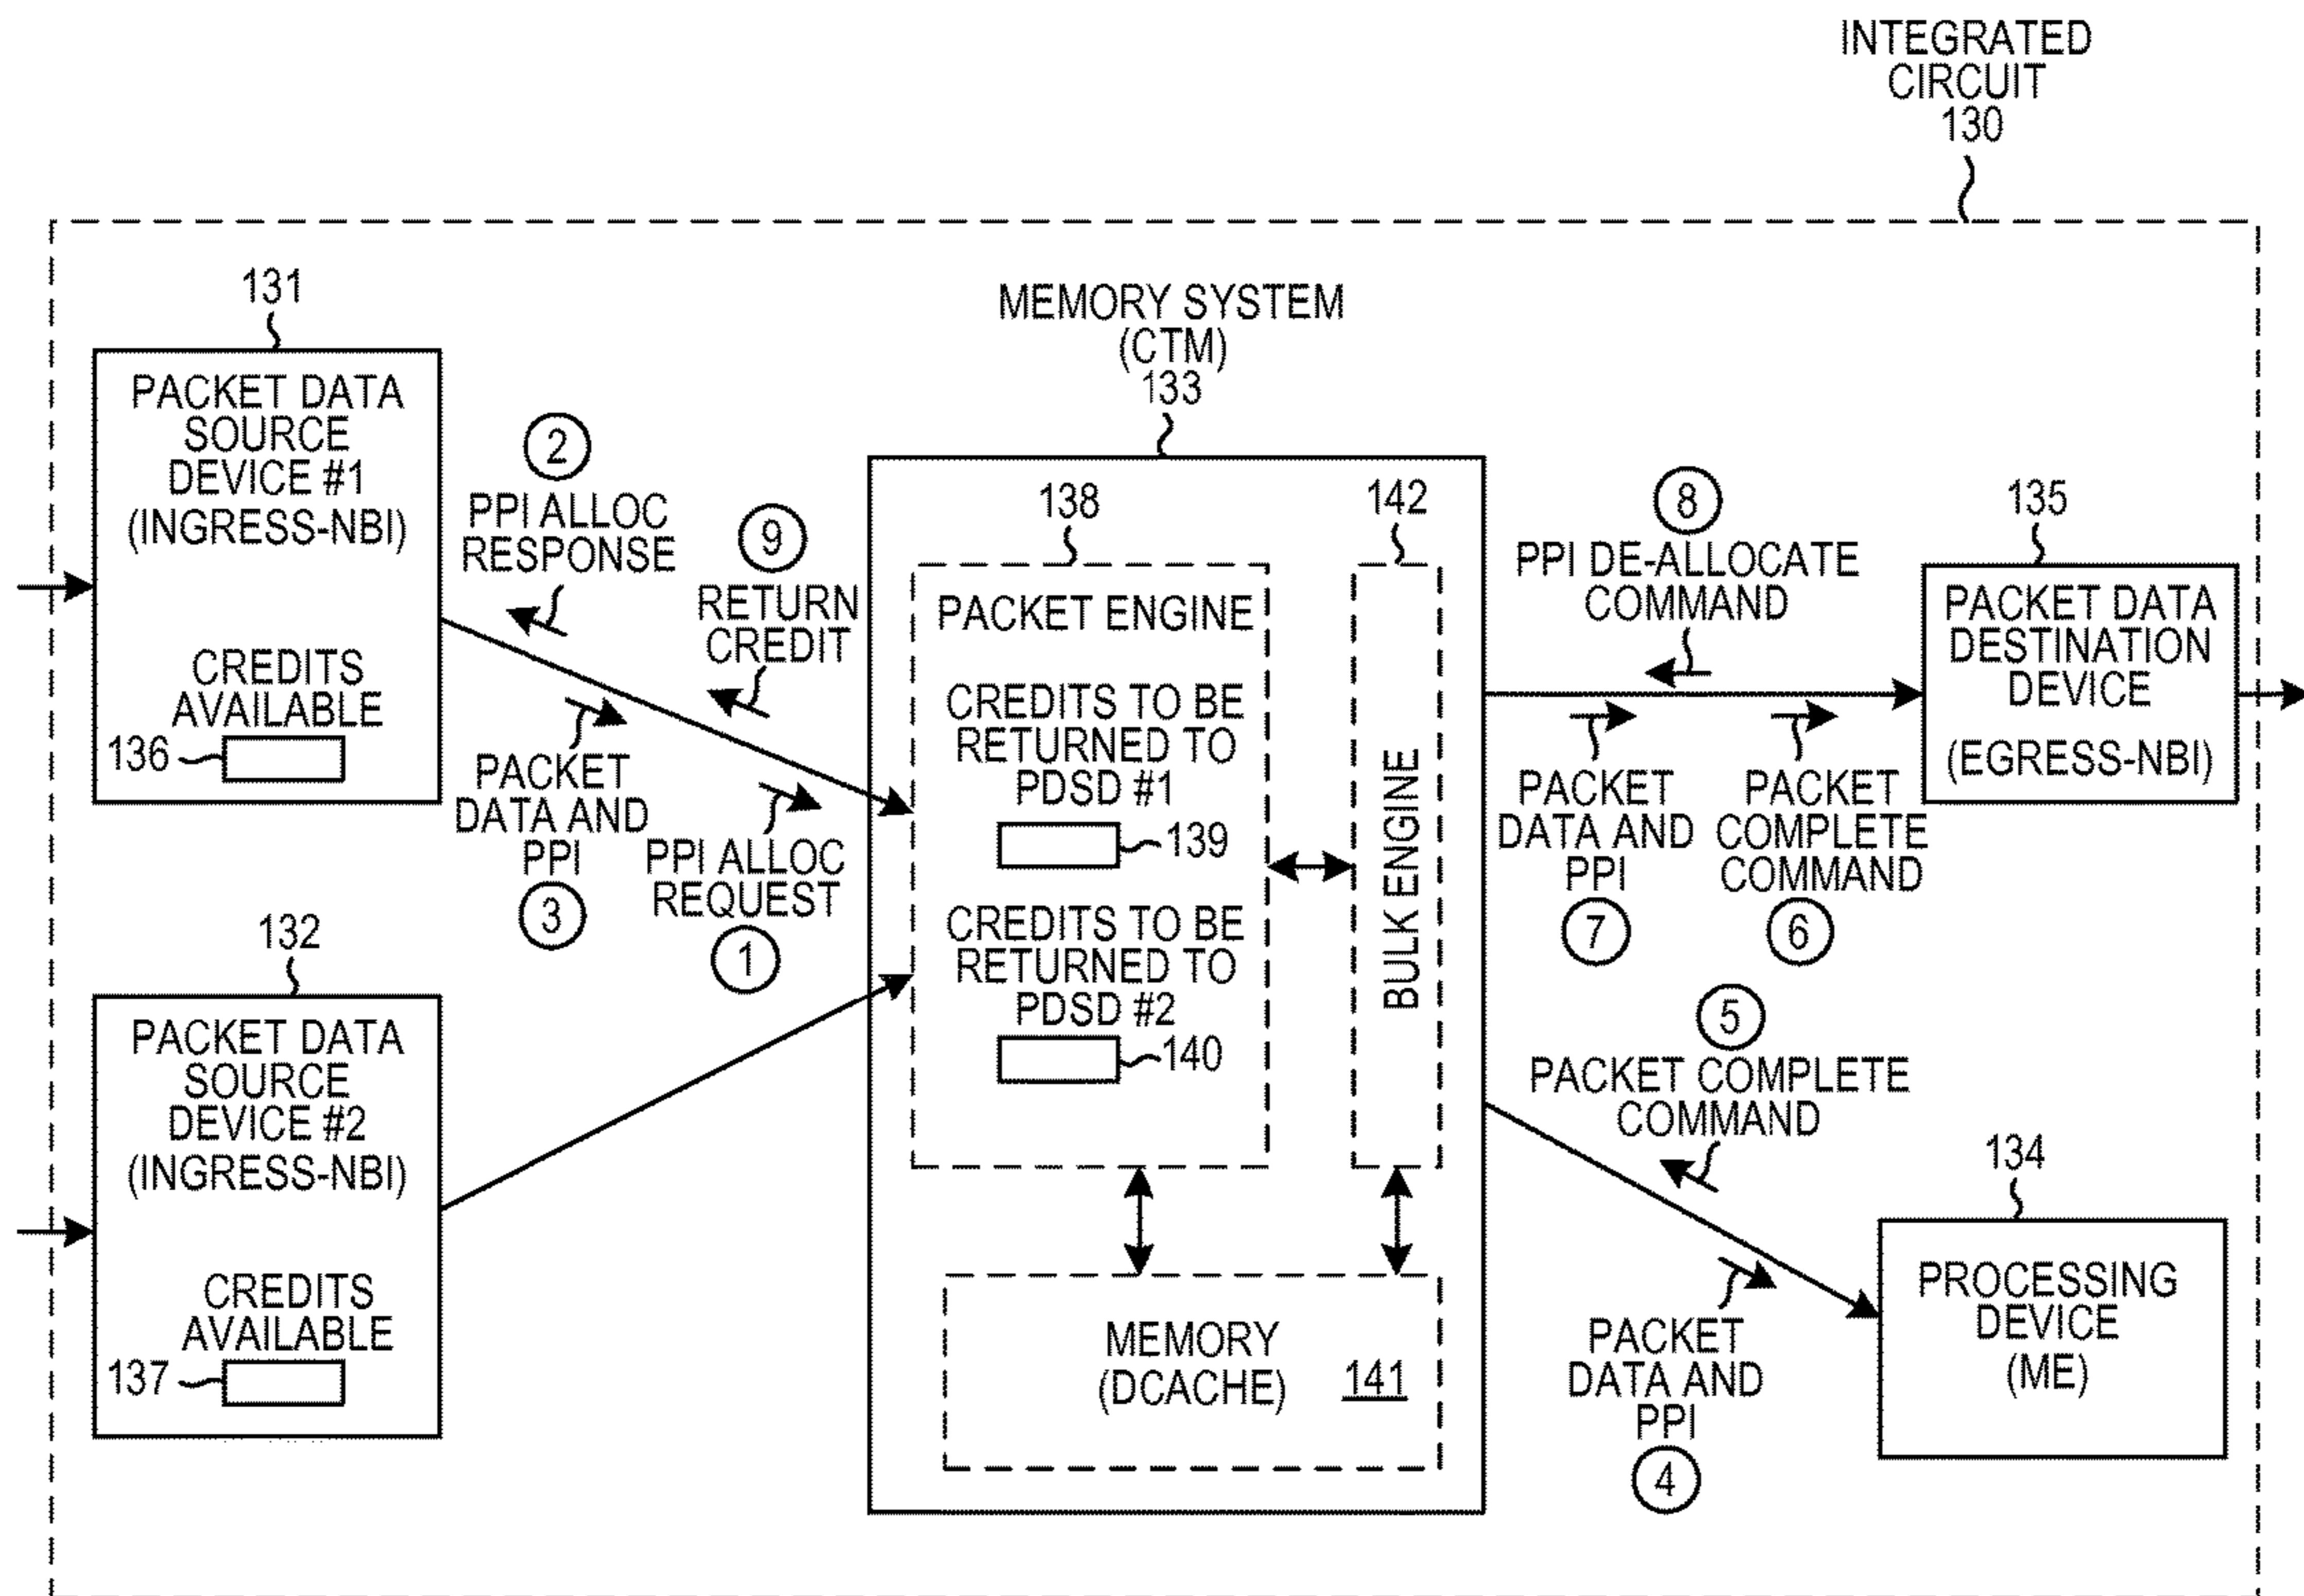 INTEGRATED
CIRCUIT
130
131
PACKET DATA
SOURCE
DEVICE #1
(INGRESS-NBI)
CREDITS
AVAILABLE
136
2
PPI ALLOC
RESPONSE
9
RETURN
CREDIT
PACKET
DATA AND
PPI
3
PPI ALLOC
REQUEST
1
132
PACKET DATA
SOURCE
DEVICE #2
(INGRESS-NBI)
CREDITS
AVAILABLE
137
MEMORY SYSTEM
(CTM)
133
138
PACKET ENGINE
CREDITS TO BE
RETURNED TO
PDSD #1
139
CREDITS TO BE
RETURNED TO
PDSD #2
140
142
BULK ENGINE
MEMORY
(DCACHE)
141
8
PPI DE-ALLOCATE
COMMAND
PACKET
DATA AND
PPI
7
PACKET
COMPLETE
COMMAND
6
135
PACKET DATA
DESTINATION
DEVICE
(EGRESS-NBI)
5
PACKET COMPLETE
COMMAND
PACKET
DATA AND
PPI
4
134
PROCESSING
DEVICE
(ME)